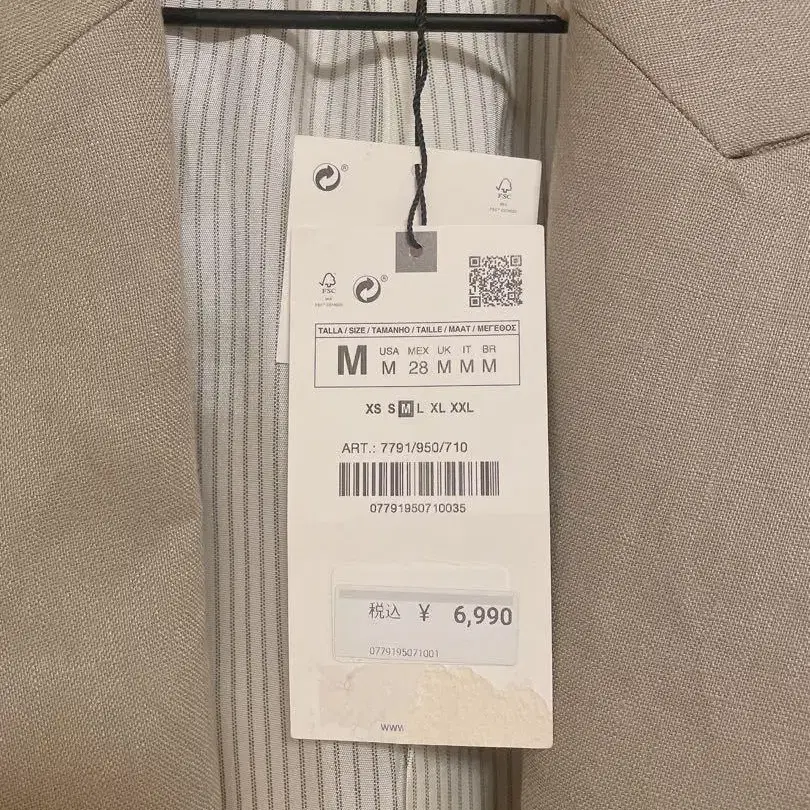 FSC
FSC
TALLA / SIZE / TAMANHO / TAILLE / MAAT / ΜΕΓΕΘΟΣ
M USA MEX UK IT BR
M 28 M M M
XS S M L XL XXL
ART.: 7791/950/710
07791950710035
税込 ¥ 6,990
0779195071001
www